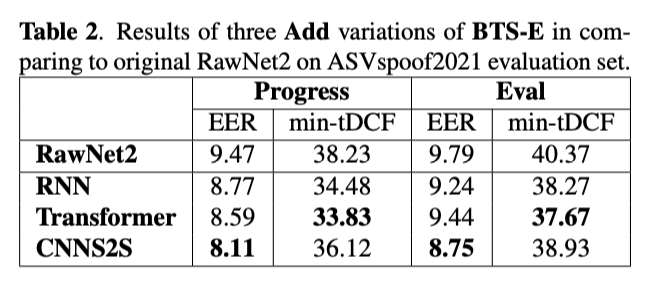 Table 2. Results of three Add variations of BTS-E in com-
paring to original RawNet2 on ASVspoof2021 evaluation set.
Progress Eval
EER min-tDCF EER min-tDCF
RawNet2 9.47 38.23 9.79 40.37
RNN 8.77 34.48 9.24 38.27
Transformer 8.59 33.83 9.44 37.67
CNNS2S 8.11 36.12 8.75 38.93